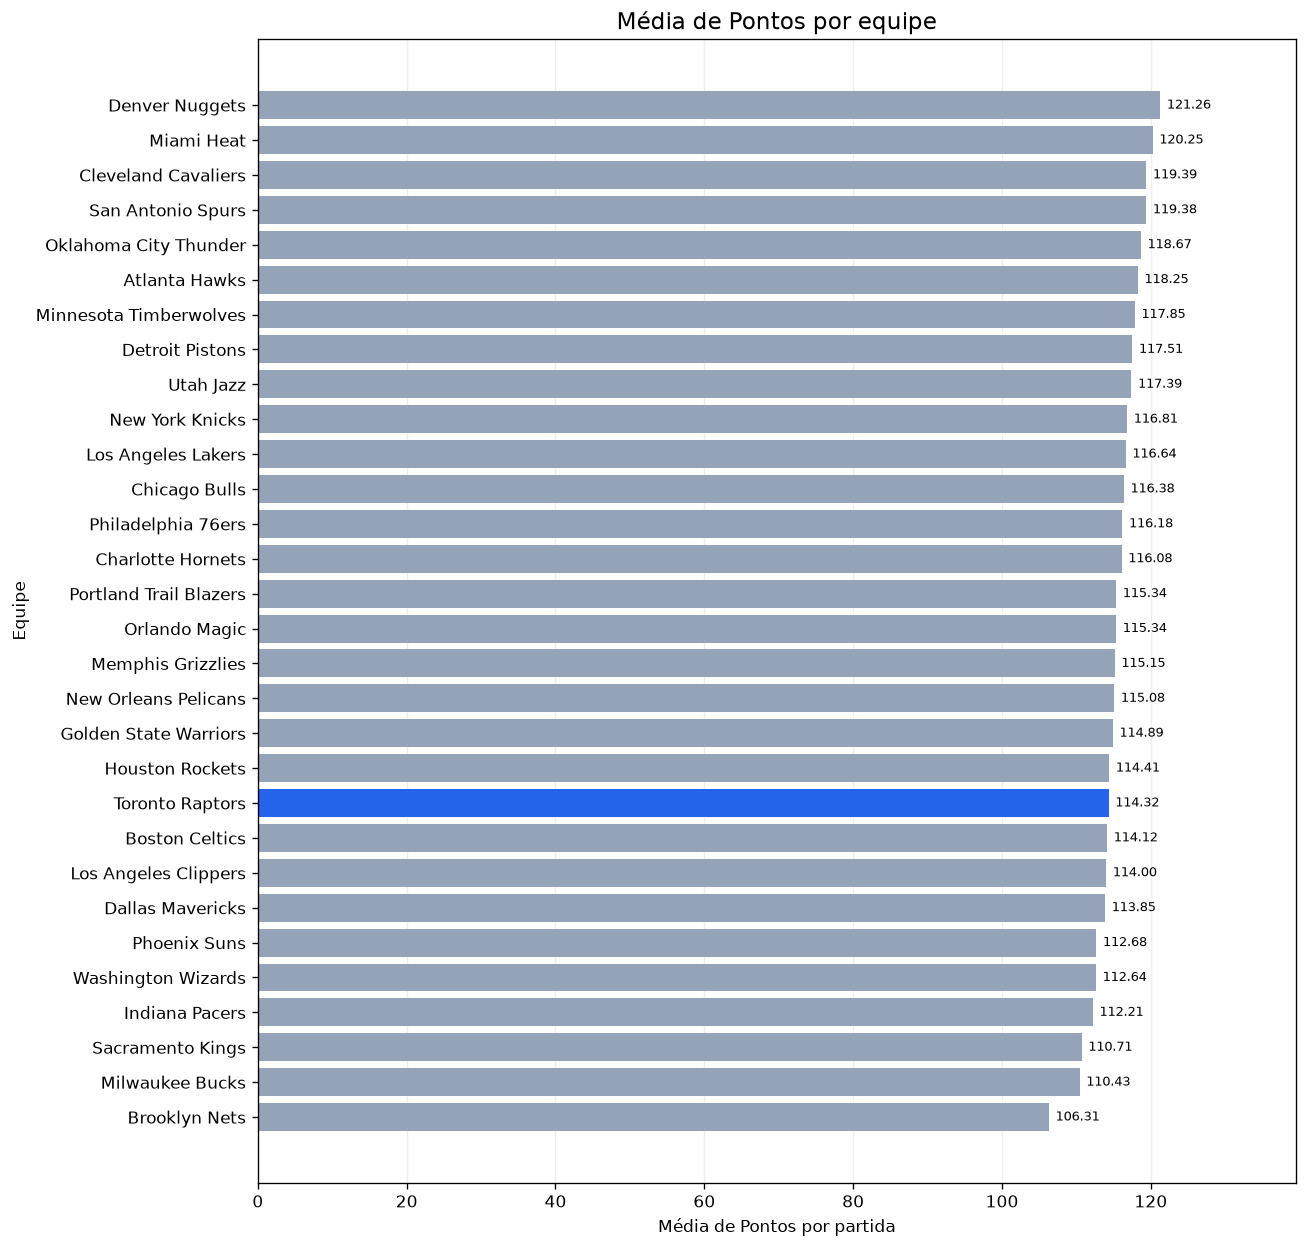 Média de Pontos por equipe
Denver Nuggets 121.26
Miami Heat 120.25
Cleveland Cavaliers 119.39
San Antonio Spurs 119.38
Oklahoma City Thunder 118.67
Atlanta Hawks 118.25
Minnesota Timberwolves 117.85
Detroit Pistons 117.51
Utah Jazz 117.39
New York Knicks 116.81
Los Angeles Lakers 116.64
Chicago Bulls 116.38
Philadelphia 76ers 116.18
Charlotte Hornets 116.08
Portland Trail Blazers 115.34
Orlando Magic 115.34
Memphis Grizzlies 115.15
New Orleans Pelicans 115.08
Golden State Warriors 114.89
Houston Rockets 114.41
Toronto Raptors 114.32
Boston Celtics 114.12
Los Angeles Clippers 114.00
Dallas Mavericks 113.85
Phoenix Suns 112.68
Washington Wizards 112.64
Indiana Pacers 112.21
Sacramento Kings 110.71
Milwaukee Bucks 110.43
Brooklyn Nets 106.31
Equipe
0 20 40 60 80 100 120
Média de Pontos por partida